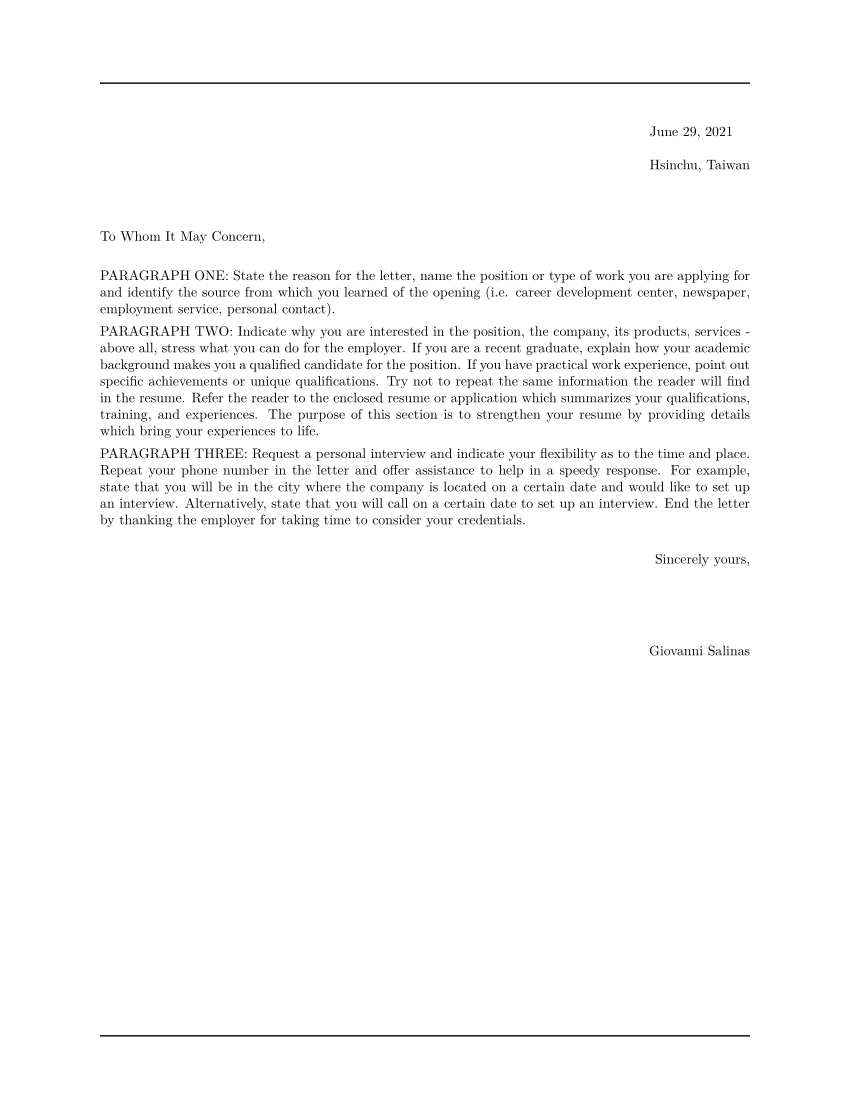 June 29, 2021
Hsinchu, Taiwan
To Whom It May Concern,
PARAGRAPH ONE: State the reason for the letter, name the position or type of work you are applying for
and identify the source from which you learned of the opening (i.e. career development center, newspaper,
employment service, personal contact).
PARAGRAPH TWO: Indicate why you are interested in the position, the company, its products, services -
above all, stress what you can do for the employer. If you are a recent graduate, explain how your academic
background makes you a qualified candidate for the position. If you have practical work experience, point out
specific achievements or unique qualifications. Try not to repeat the same information the reader will find
in the resume. Refer the reader to the enclosed resume or application which summarizes your qualifications,
training, and experiences. The purpose of this section is to strengthen your resume by providing details
which bring your experiences to life.
PARAGRAPH THREE: Request a personal interview and indicate your flexibility as to the time and place.
Repeat your phone number in the letter and offer assistance to help in a speedy response. For example,
state that you will be in the city where the company is located on a certain date and would like to set up
an interview. Alternatively, state that you will call on a certain date to set up an interview. End the letter
by thanking the employer for taking time to consider your credentials.
Sincerely yours,
Giovanni Salinas